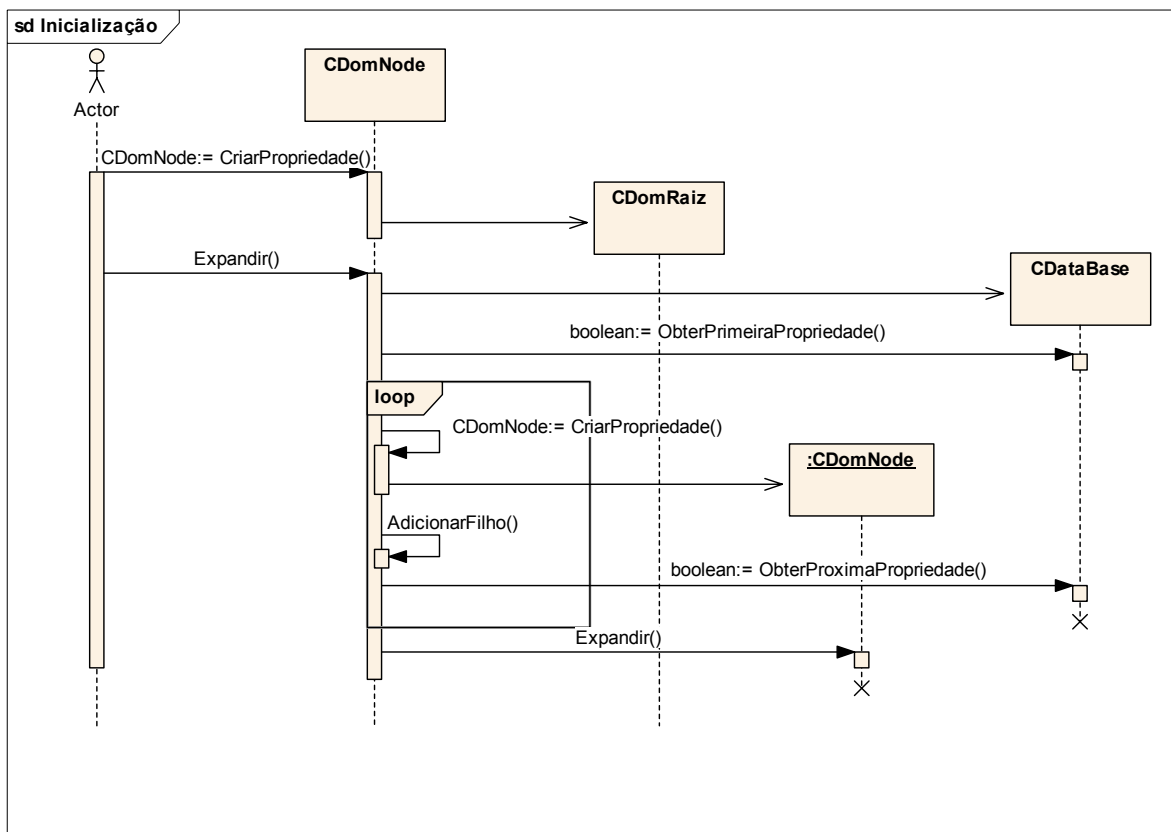 sd Inicialização
CDomNode
Actor
CDomNode:= CriarPropriedade()
CDomRaiz
Expandir()
CDataBase
boolean:= ObterPrimeiraPropriedade()
loop
CDomNode:= CriarPropriedade()
:CDomNode
AdicionarFilho()
boolean:= ObterProximaPropriedade()
Expandir()